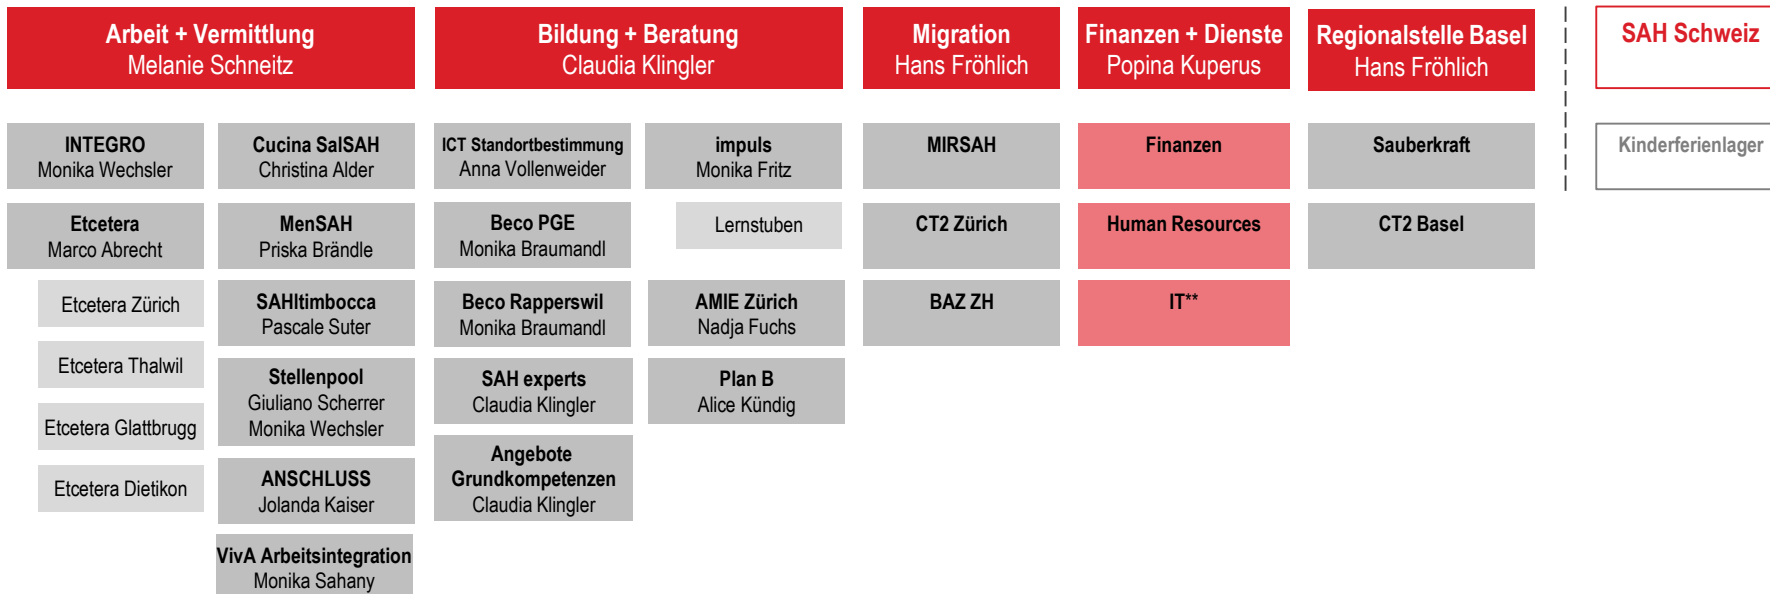 Arbeit + Vermittlung
Melanie Schneitz
Bildung + Beratung
Claudia Klingler
Migration
Hans Fröhlich
Finanzen + Dienste
Popina Kuperus
Regionalstelle Basel
Hans Fröhlich
SAH Schweiz
INTEGRO
Monika Wechsler
Etcetera
Marco Abrecht
Etcetera Zürich
Etcetera Thalwil
Etcetera Glattbrugg
Etcetera Dietikon
Cucina SalSAH
Christina Alder
MenSAH
Priska Brändle
SAHltimbocca
Pascale Suter
Stellenpool
Giuliano Scherrer
Monika Wechsler
ANSCHLUSS
Jolanda Kaiser
VivA Arbeitsintegration
Monika Sahany
ICT Standortbestimmung
Anna Vollenweider
Beco PGE
Monika Braumandl
Beco Rapperswil
Monika Braumandl
SAH experts
Claudia Klingler
Angebote
Grundkompetenzen
Claudia Klingler
impuls
Monika Fritz
Lernstuben
AMIE Zürich
Nadja Fuchs
Plan B
Alice Kündig
MIRSAH
CT2 Zürich
BAZ ZH
Finanzen
Human Resources
IT**
Sauberkraft
CT2 Basel
Kinderferienlager